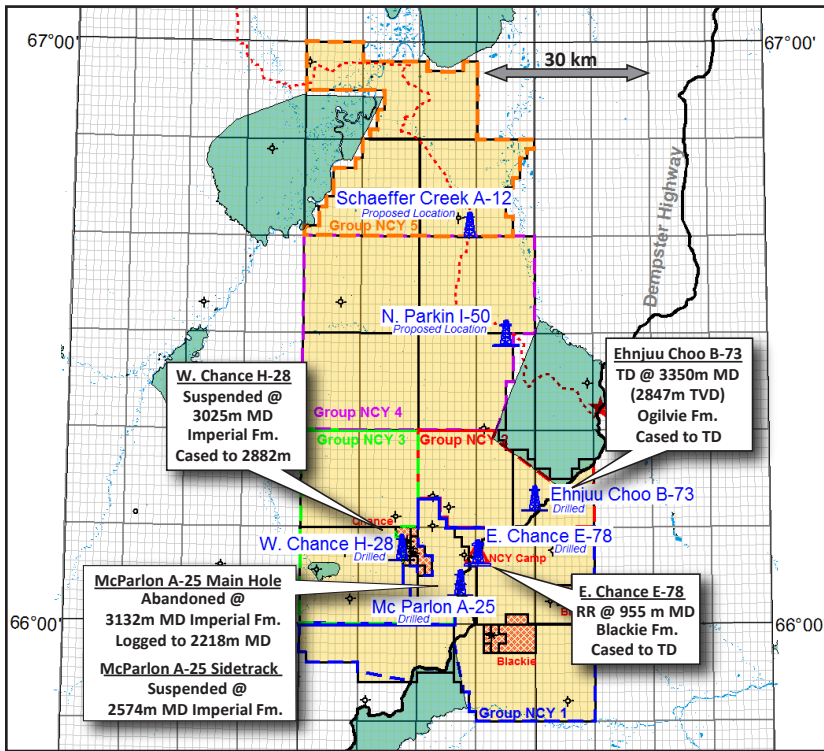 67°00'
67°00'
30 km
Dempster Highway
Schaeffer Creek A-12
Proposed Location
Group NCY 5
N. Parkin I-50
Proposed Location
Ehnjuu Choo B-73
TD @ 3350m MD
(2847m TVD)
Ogilvie Fm.
Cased to TD
W. Chance H-28
Suspended @
3025m MD
Imperial Fm.
Cased to 2882m
Group NCY 4
Group NCY 3
Group NCY 2
Ehnjuu Choo B-73
Drilled
Chance
W. Chance H-28
Drilled
E. Chance E-78
Drilled
NCY Camp
McParlon A-25 Main Hole
Abandoned @
3132m MD Imperial Fm.
Logged to 2218m MD
McParlon A-25 Sidetrack
Suspended @
2574m MD Imperial Fm.
Mc Parlon A-25
Drilled
E. Chance E-78
RR @ 955 m MD
Blackie Fm.
Cased to TD
66°00'
66°00'
Blackie
Group NCY 1